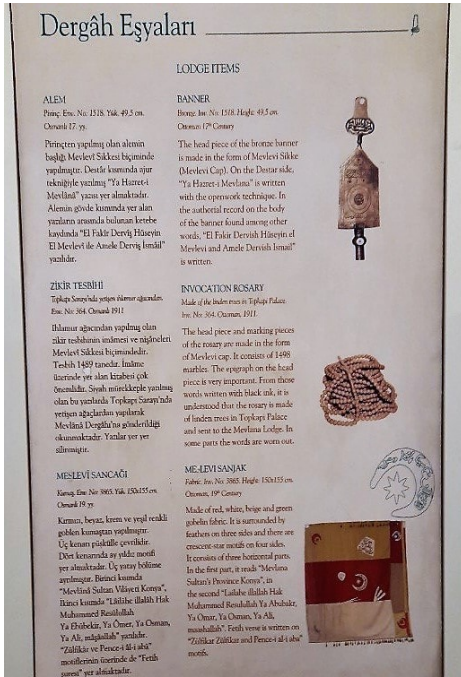 Dergâh Eşyaları
LODGE ITEMS
ALEM
Pirinç. Env. No: 1518. Yük. 49,5 cm.
Osmanlı 17. yy.
Pirinçten yapılmış olan alemin
başlığı Mevlevî Sikkesi biçiminde
yapılmıştır. Destâr kısmında ajur
tekniğiyle yazılmış "Ya Hazret-i
Mevlânâ" yazısı yer almaktadır.
Alemin gövde kısmında yer alan
yazıların arasında bulunan ketebe
kaydında "El Fakîr Derviş Hüseyin
El Mevlevî ile Amele Derviş İsmâil"
yazılıdır.
BANNER
Bronze. Inv. No: 1518. Height: 49,5 cm.
Ottoman 17th Century
The head piece of the bronze banner
is made in the form of Mevlevi Sikke
(Mevlevi Cap). On the Destar side,
"Ya Hazret-i Mevlana" is written
with the openwork technique. In
the authorial record on the body
of the banner found among other
words, "El Fakir Dervish Hüseyin el
Mevlevi and Amele Dervish Ismail"
is written.
ZİKİR TESBİHİ
Topkapı Sarayı'nda yetişen ıhlamur ağacından.
Env. No: 364. Osmanlı 1911
Ihlamur ağacından yapılmış olan
zikir tesbihinin imâmesi ve nişâneleri
Mevlevî Sikkesi biçimindedir.
Tesbih 1489 tanedir. İmâme
üzerinde yer alan kitabesi çok
önemlidir. Siyah mürekkeple yazılmış
olan bu yazılarda Topkapı Sarayı'nda
yetişen ağaçlardan yapılarak
Mevlânâ Dergâhı'na gönderildiği
okunmaktadır. Yazılar yer yer
silinmiştir.
INVOCATION ROSARY
Made of the linden trees in Topkapı Palace.
Inv. No: 364. Ottoman, 1911.
The head piece and marking pieces
of the rosary are made in the form
of Mevlevi cap. It consists of 1498
marbles. The epigraph on the head
piece is very important. From those
words written with black ink, it is
understood that the rosary is made
of linden trees in Topkapi Palace
and sent to the Mevlana Lodge. In
some parts the words are worn out.
MEVLEVÎ SANCAĞI
Kumaş. Env. No: 3865. Yük. 150x155 cm.
Osmanlı 19. yy.
Kırmızı, beyaz, krem ve yeşil renkli
goblen kumaştan yapılmıştır.
Üç kenarı püskülle çevrilidir.
Dört kenarında ay yıldız motifi
yer almaktadır. Üç yatay bölüme
ayrılmıştır. Birinci kısımda
"Mevlânâ Sultan Vilâyeti Konya",
İkinci kısımda "Lâilâhe illallâh Hak
Muhammed Resûlullah
Ya Ebûbekir, Ya Ömer, Ya Osman,
Ya Ali, mâşâallah" yazılıdır.
"Zülfikâr ve Pençe-i âl-i abâ"
motiflerinin üzerinde de "Fetih
suresi" yer almaktadır.
MEVLEVI SANJAK
Fabric. Inv. No: 3865. Height: 150x155 cm.
Ottoman, 19th Century
Made of red, white, beige and green
gobelin fabric. It is surrounded by
feathers on three sides and there are
crescent-star motifs on four sides.
It consists of three horizontal parts.
In the first part, it reads "Mevlana
Sultan's Province Konya", in
the second "Lailahe illallah Hak
Muhammed Resulullah Ya Abubakr,
Ya Omar, Ya Osman, Ya Ali,
maashallah". Fetih verse is written on
"Zülfikar Zülfikar and Pence-i al-i aba"
motifs.